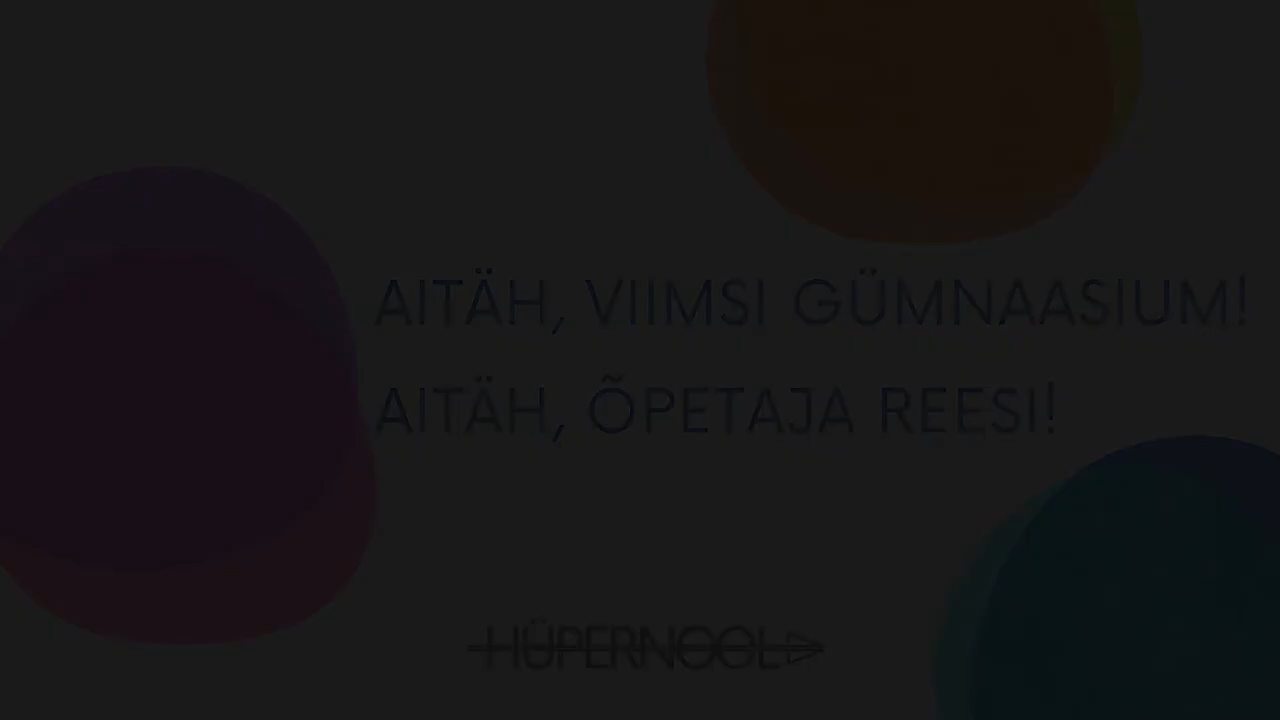 AITÄH, VIIMSI GÜMNAASIUM!
AITÄH, ÕPETAJA REESI!
HÜPERNOOL